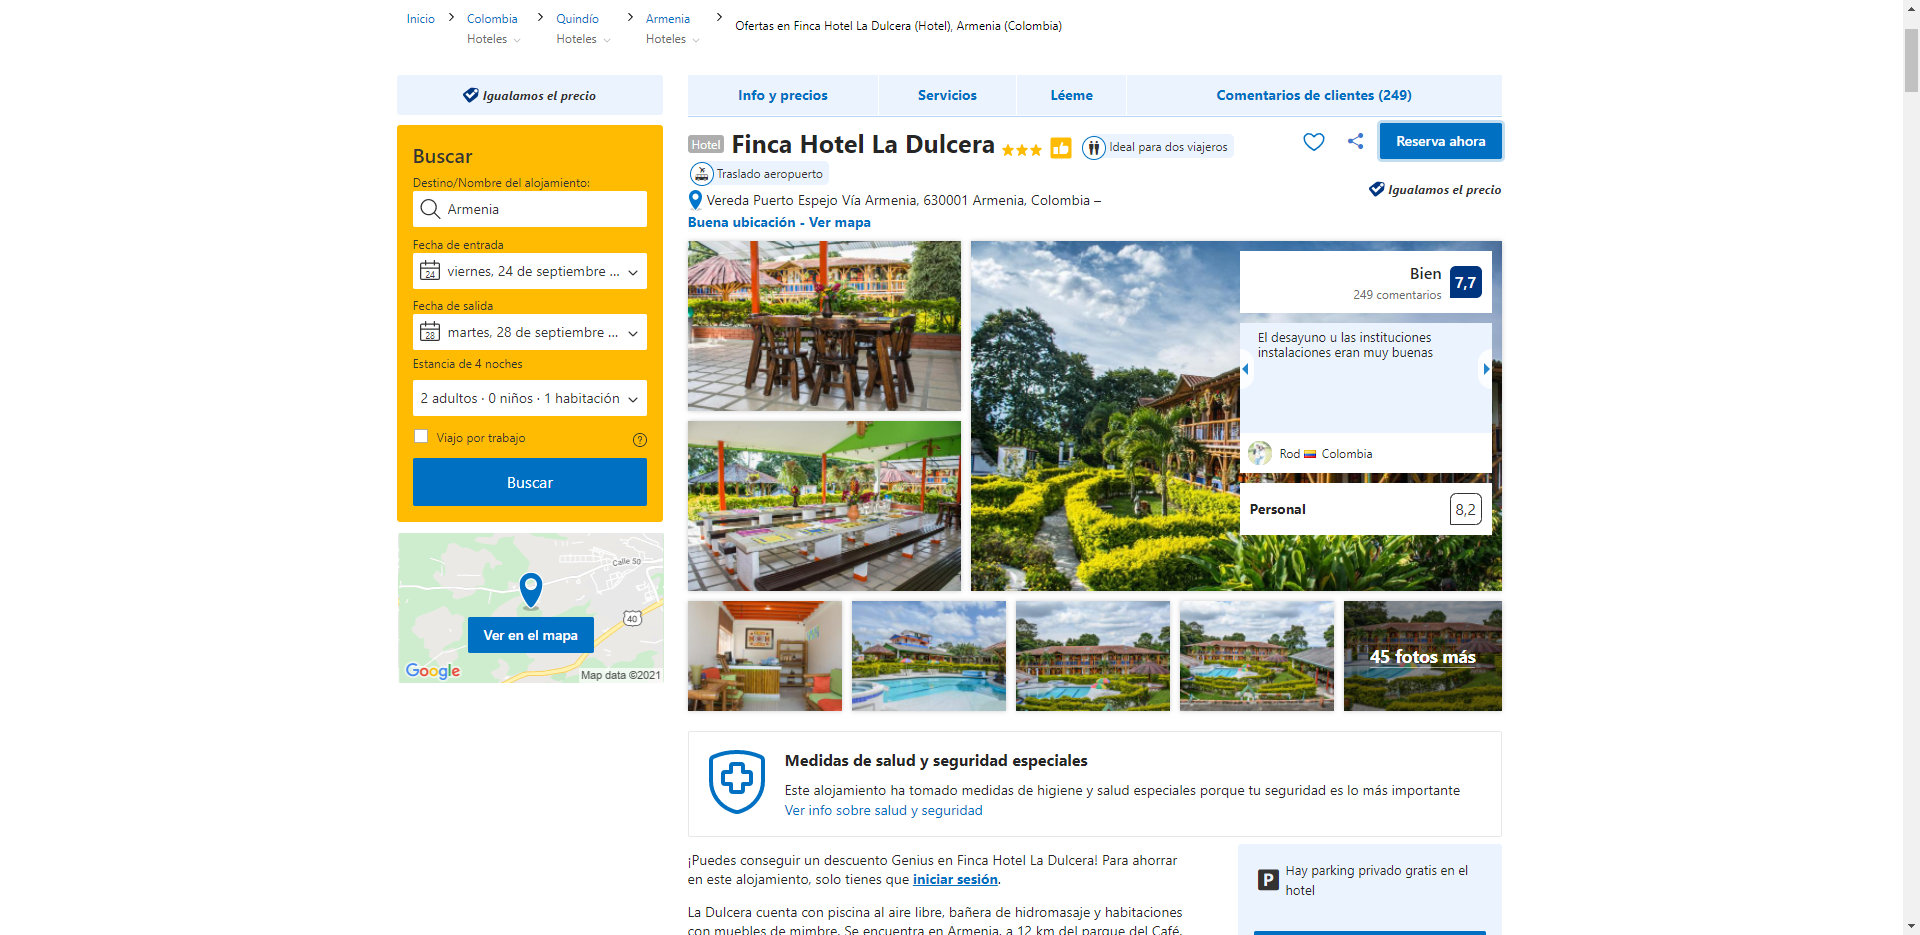 Inicio
Colombia
Hoteles
Quindío
Hoteles
Armenia
Hoteles
Ofertas en Finca Hotel La Dulcera (Hotel), Armenia (Colombia)
Igualamos el precio
Buscar
Destino/Nombre del alojamiento:
Armenia
Fecha de entrada
24
viernes, 24 de septiembre ...
Fecha de salida
28
martes, 28 de septiembre ...
Estancia de 4 noches
2 adultos · 0 niños · 1 habitación
Viajo por trabajo
?
Buscar
Calle 50
40
Ver en el mapa
Google
Map data ©2021
Info y precios
Servicios
Léeme
Comentarios de clientes (249)
Hotel
Finca Hotel La Dulcera
Ideal para dos viajeros
Reserva ahora
Traslado aeropuerto
Igualamos el precio
Vereda Puerto Espejo Vía Armenia, 630001 Armenia, Colombia –
Buena ubicación - Ver mapa
Bien
7,7
249 comentarios
El desayuno u las instituciones
instalaciones eran muy buenas
Rod
Colombia
Personal
8,2
45 fotos más
Medidas de salud y seguridad especiales
Este alojamiento ha tomado medidas de higiene y salud especiales porque tu seguridad es lo más importante
Ver info sobre salud y seguridad
¡Puedes conseguir un descuento Genius en Finca Hotel La Dulcera! Para ahorrar
en este alojamiento, solo tienes que iniciar sesión.
La Dulcera cuenta con piscina al aire libre, bañera de hidromasaje y habitaciones
con muebles de mimbre. Se encuentra en Armenia, a 12 km del parque del Café.
P
Hay parking privado gratis en el
hotel